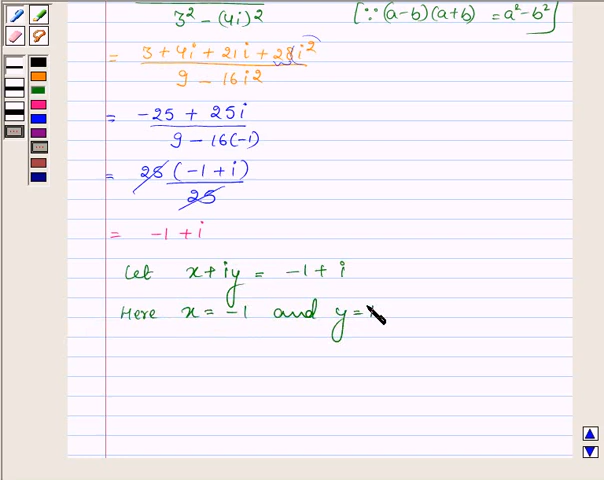 3² - (4i)² [∵ (a-b)(a+b) = a² - b²]
= 3 + 4i + 21i + 28i²
9 - 16i²
= -25 + 25i
9 - 16(-1)
= 25 (-1 + i)
25
= -1 + i
Let x + iy = -1 + i
Here x = -1 and y =